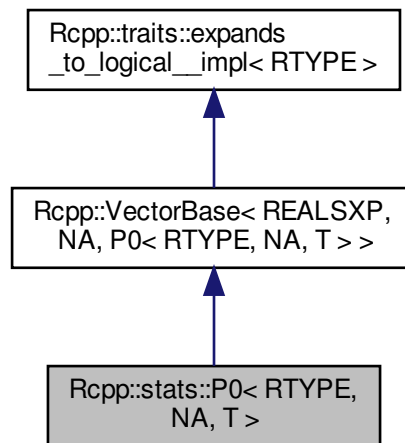 Rcpp::traits::expands
_to_logical__impl< RTYPE >
Rcpp::VectorBase< REALSXP,
NA, P0< RTYPE, NA, T > >
Rcpp::stats::P0< RTYPE,
NA, T >